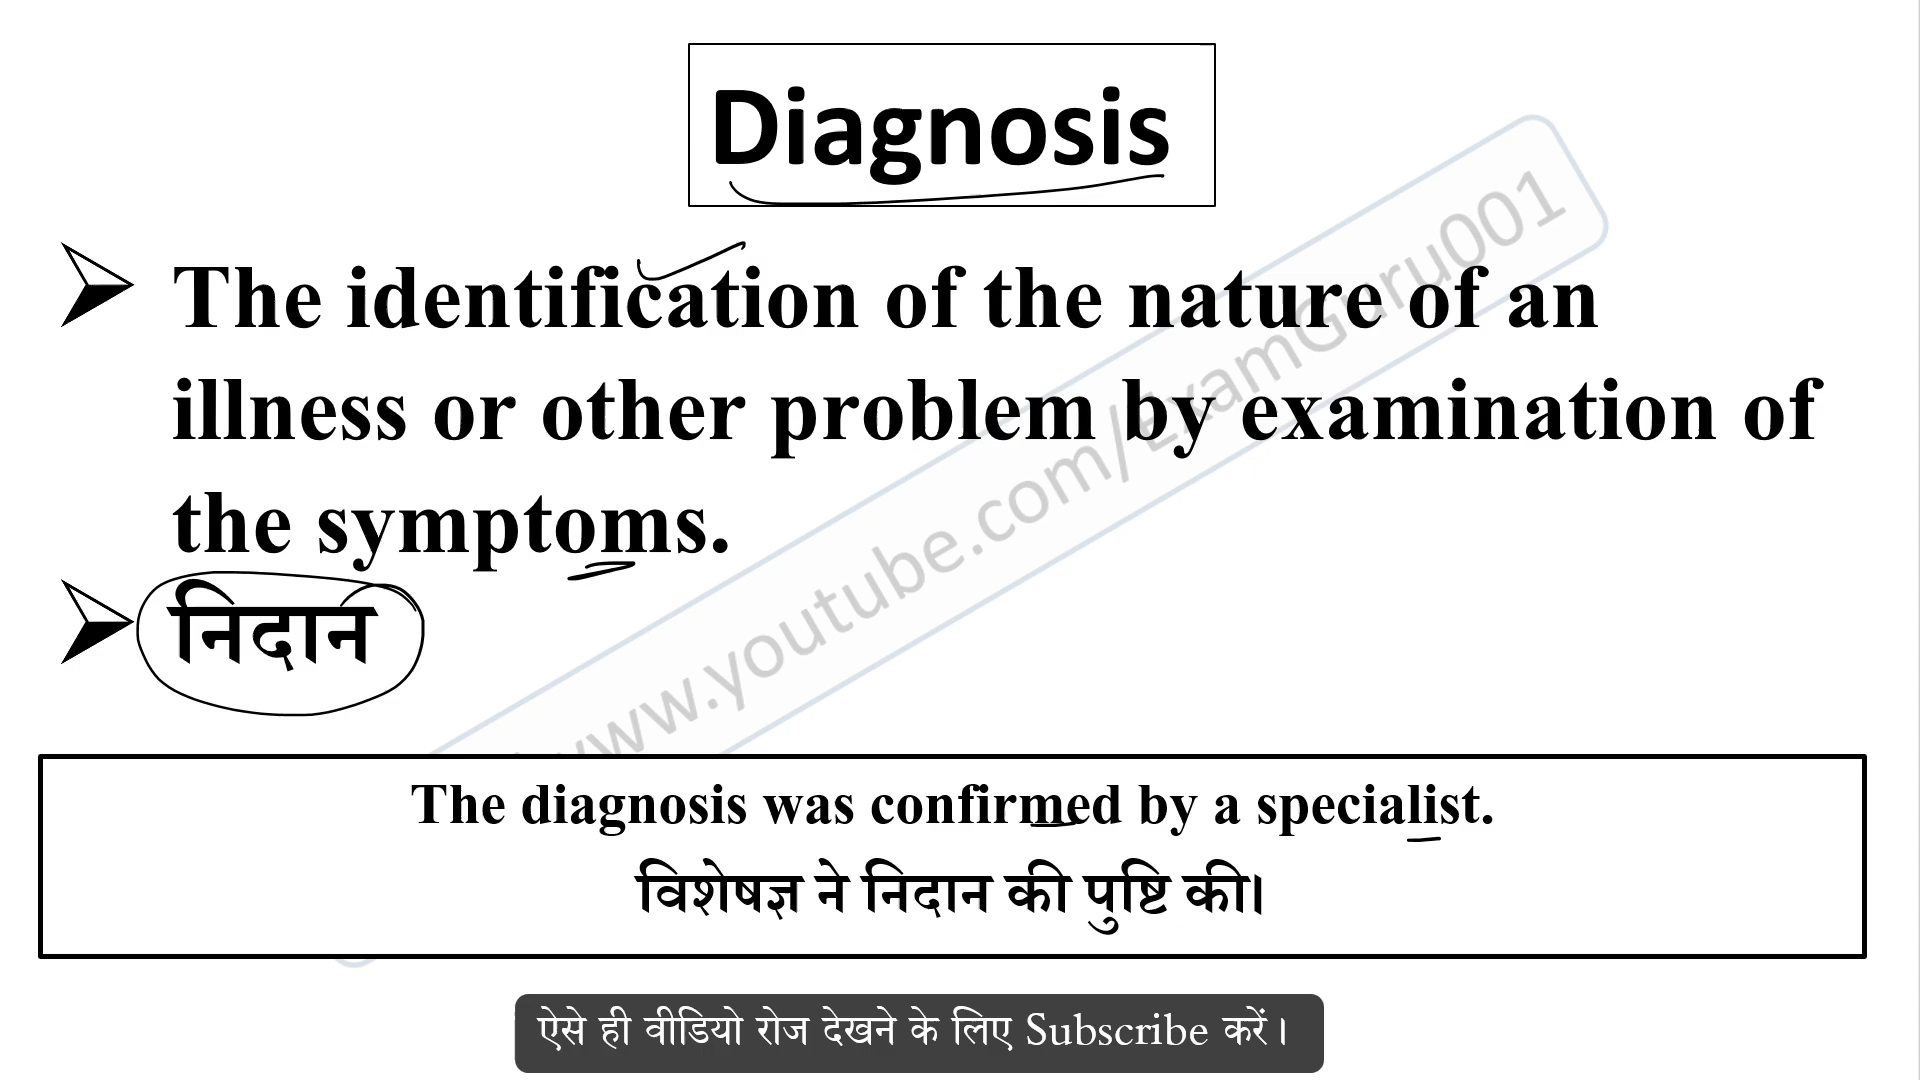 Diagnosis
The identification of the nature of an
illness or other problem by examination of
the symptoms.
निदान
www.youtube.com/ExamGuru001
The diagnosis was confirmed by a specialist.
विशेषज्ञ ने निदान की पुष्टि की।
ऐसे ही वीडियो रोज देखने के लिए Subscribe करें।